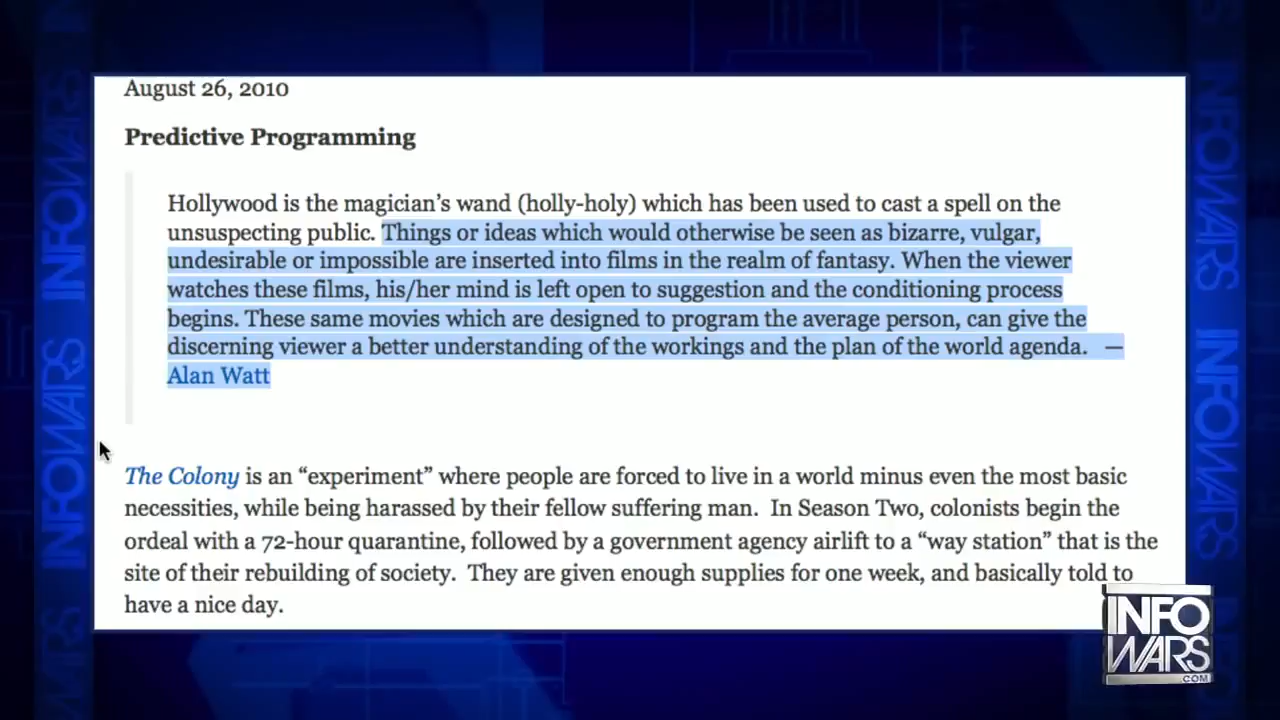 August 26, 2010
Predictive Programming
Hollywood is the magician’s wand (holly-holy) which has been used to cast a spell on the
unsuspecting public. Things or ideas which would otherwise be seen as bizarre, vulgar,
undesirable or impossible are inserted into films in the realm of fantasy. When the viewer
watches these films, his/her mind is left open to suggestion and the conditioning process
begins. These same movies which are designed to program the average person, can give the
discerning viewer a better understanding of the workings and the plan of the world agenda. —
Alan Watt
The Colony is an “experiment” where people are forced to live in a world minus even the most basic
necessities, while being harassed by their fellow suffering man. In Season Two, colonists begin the
ordeal with a 72-hour quarantine, followed by a government agency airlift to a “way station” that is the
site of their rebuilding of society. They are given enough supplies for one week, and basically told to
have a nice day.
INFOWARS
INFOWARS
INFOWARS
INFOWARS
INFO
WARS
.COM